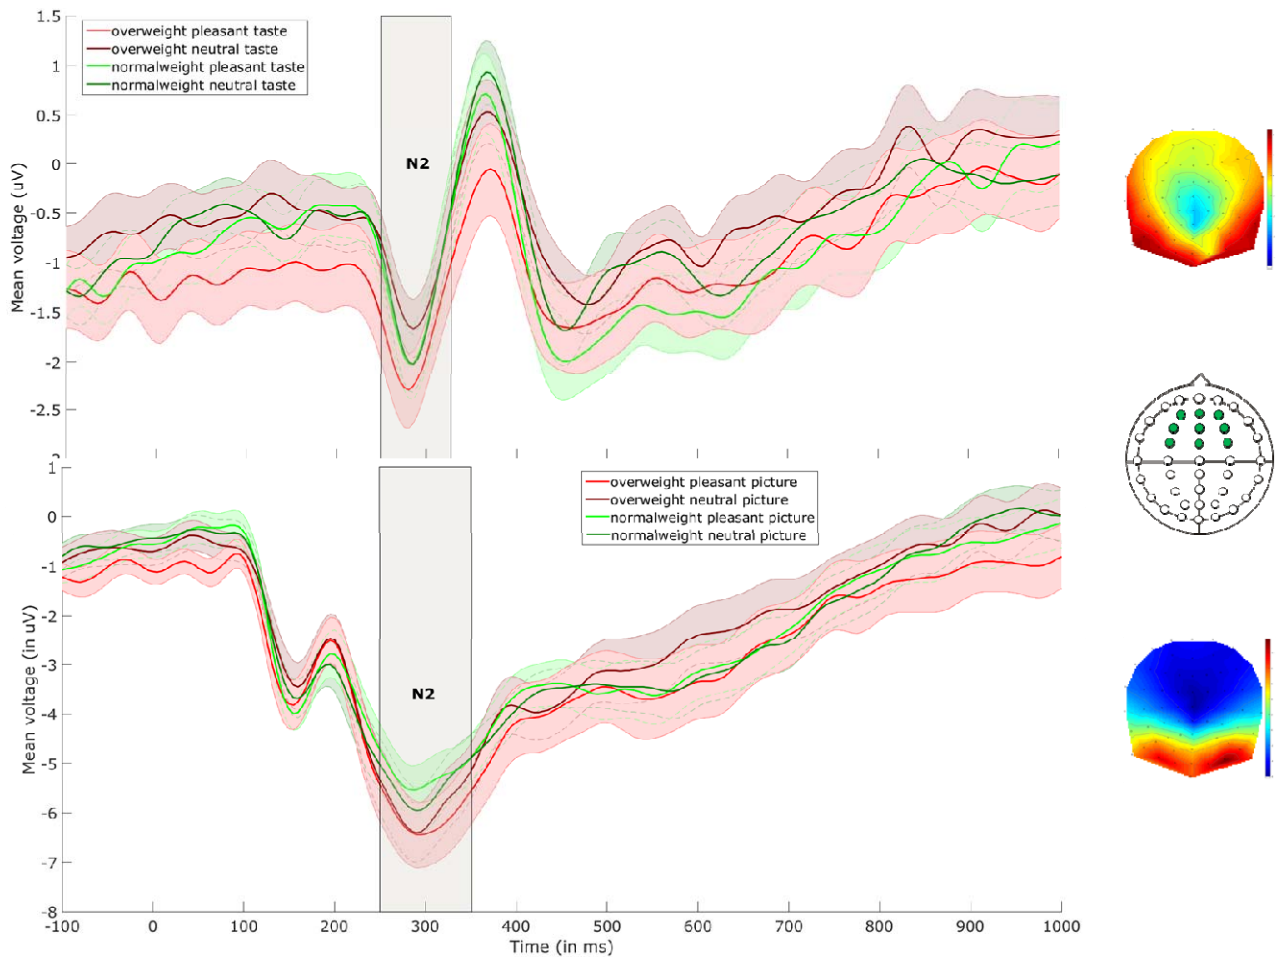 1.5
overweight pleasant taste
overweight neutral taste
normalweight pleasant taste
normalweight neutral taste
1
0.5
N2
0
-0.5
-1
-1.5
-2
-2.5
Mean voltage (uV)
1
overweight pleasant picture
overweight neutral picture
normalweight pleasant picture
normalweight neutral picture
0
-1
-2
-3
N2
-4
-5
-6
-7
-8
Mean voltage (in uV)
-100 0 100 200 300 400 500 600 700 800 900 1000
Time (in ms)